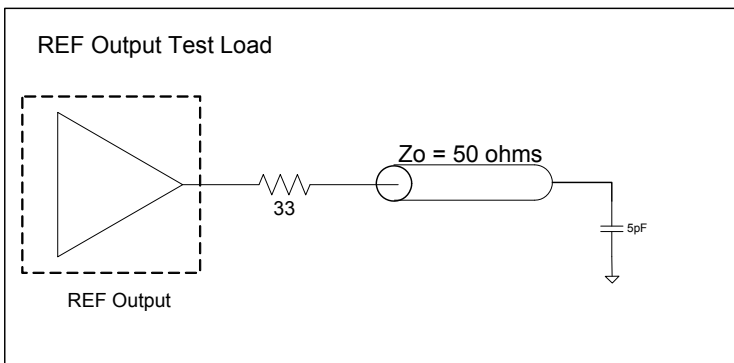 REF Output Test Load
Zo = 50 ohms
33
5pF
REF Output